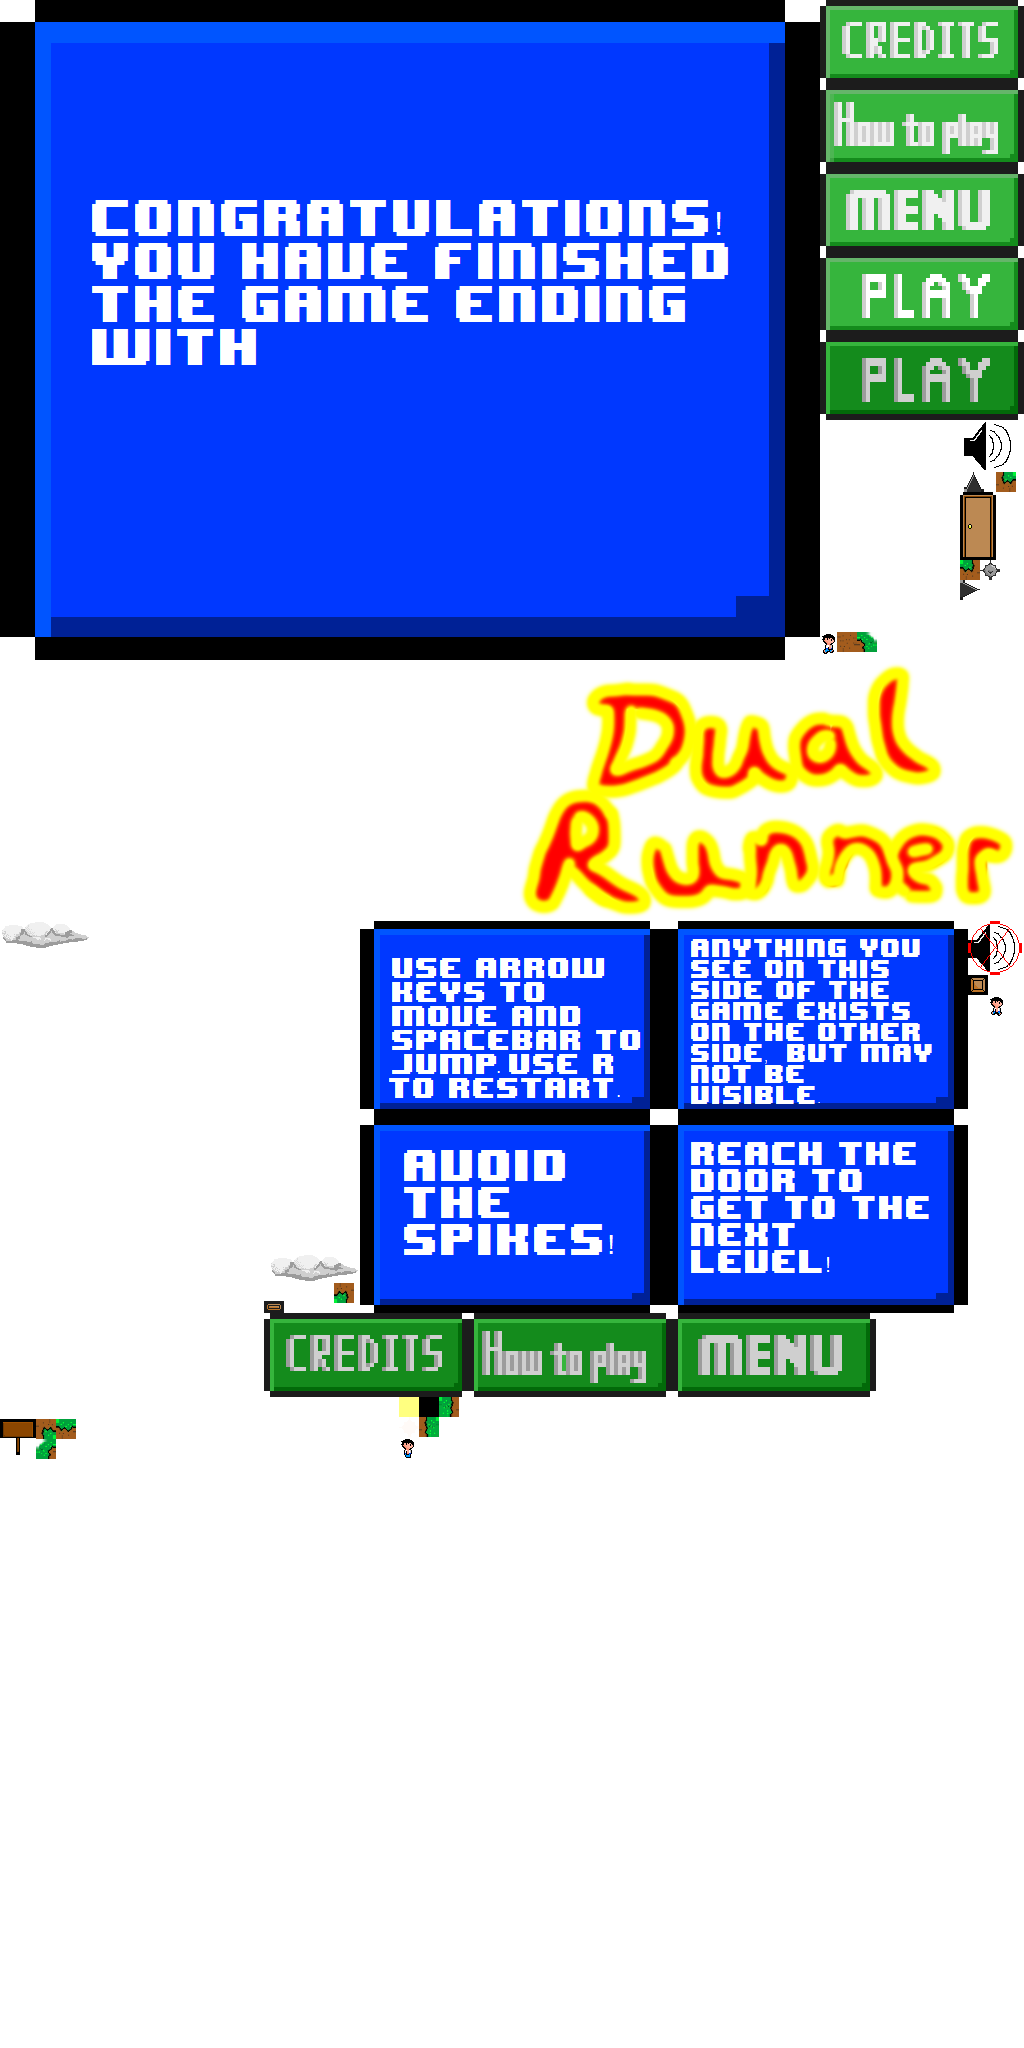 CONGRATULATIONS!
YOU HAVE FINISHED
THE GAME ENDING
WITH
CREDITS
How to play
MENU
PLAY
PLAY
Dual
Runner
USE ARROW
KEYS TO
MOVE AND
SPACEBAR TO
JUMP. USE R
TO RESTART.
ANYTHING YOU
SEE ON THIS
SIDE OF THE
GAME EXISTS
ON THE OTHER
SIDE, BUT MAY
NOT BE
VISIBLE.
AVOID
THE
SPIKES!
REACH THE
DOOR TO
GET TO THE
NEXT
LEVEL!
CREDITS
How to play
MENU